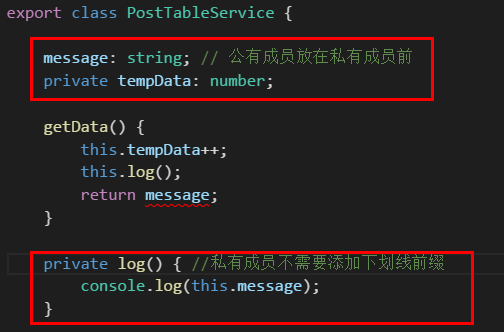 export class PostTableService {
message: string; // 公有成员放在私有成员前
private tempData: number;
getData() {
this.tempData++;
this.log();
return message;
}
private log() { //私有成员不需要添加下划线前缀
console.log(this.message);
}